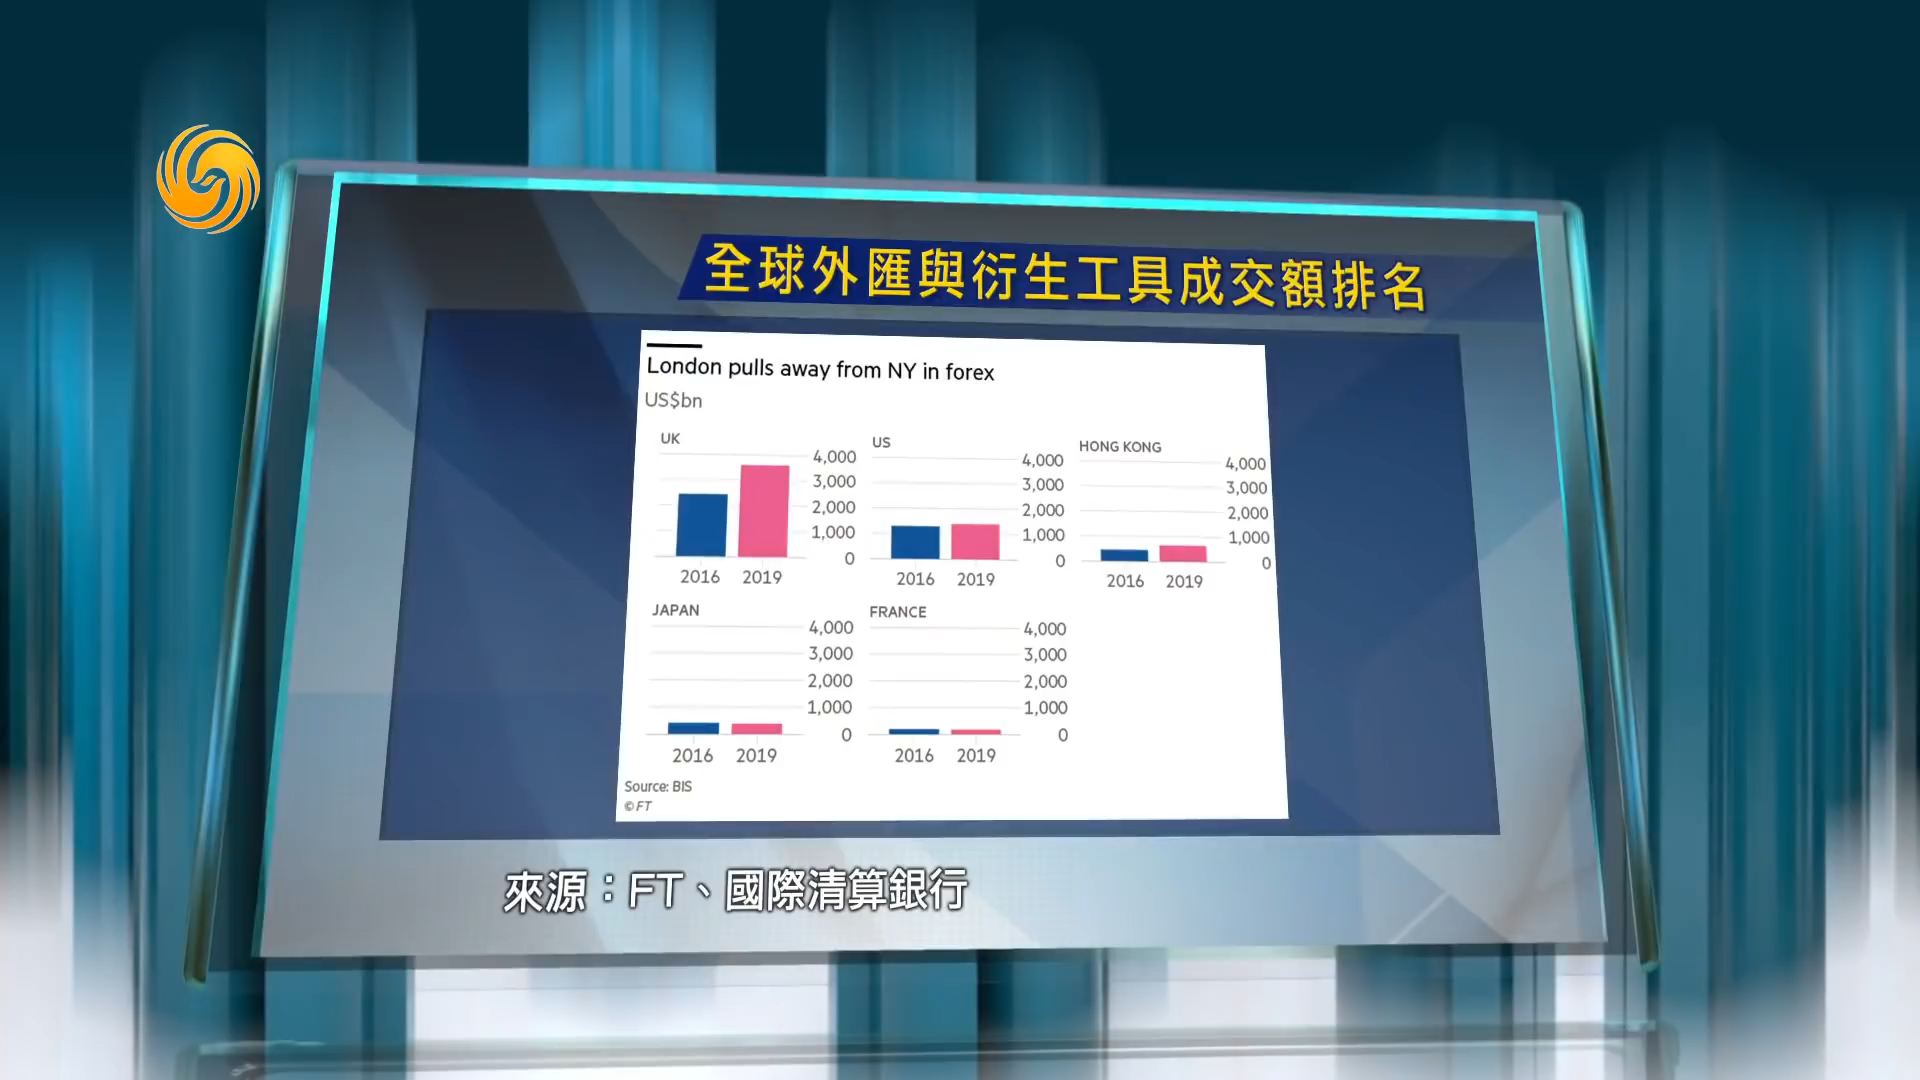 全球外匯與衍生工具成交額排名
London pulls away from NY in forex
US$bn
UK
4,000
3,000
2,000
1,000
0
2016 2019
US
4,000
3,000
2,000
1,000
0
2016 2019
HONG KONG
4,000
3,000
2,000
1,000
0
2016 2019
JAPAN
4,000
3,000
2,000
1,000
0
2016 2019
FRANCE
4,000
3,000
2,000
1,000
0
2016 2019
Source: BIS
© FT
來源：FT、國際清算銀行